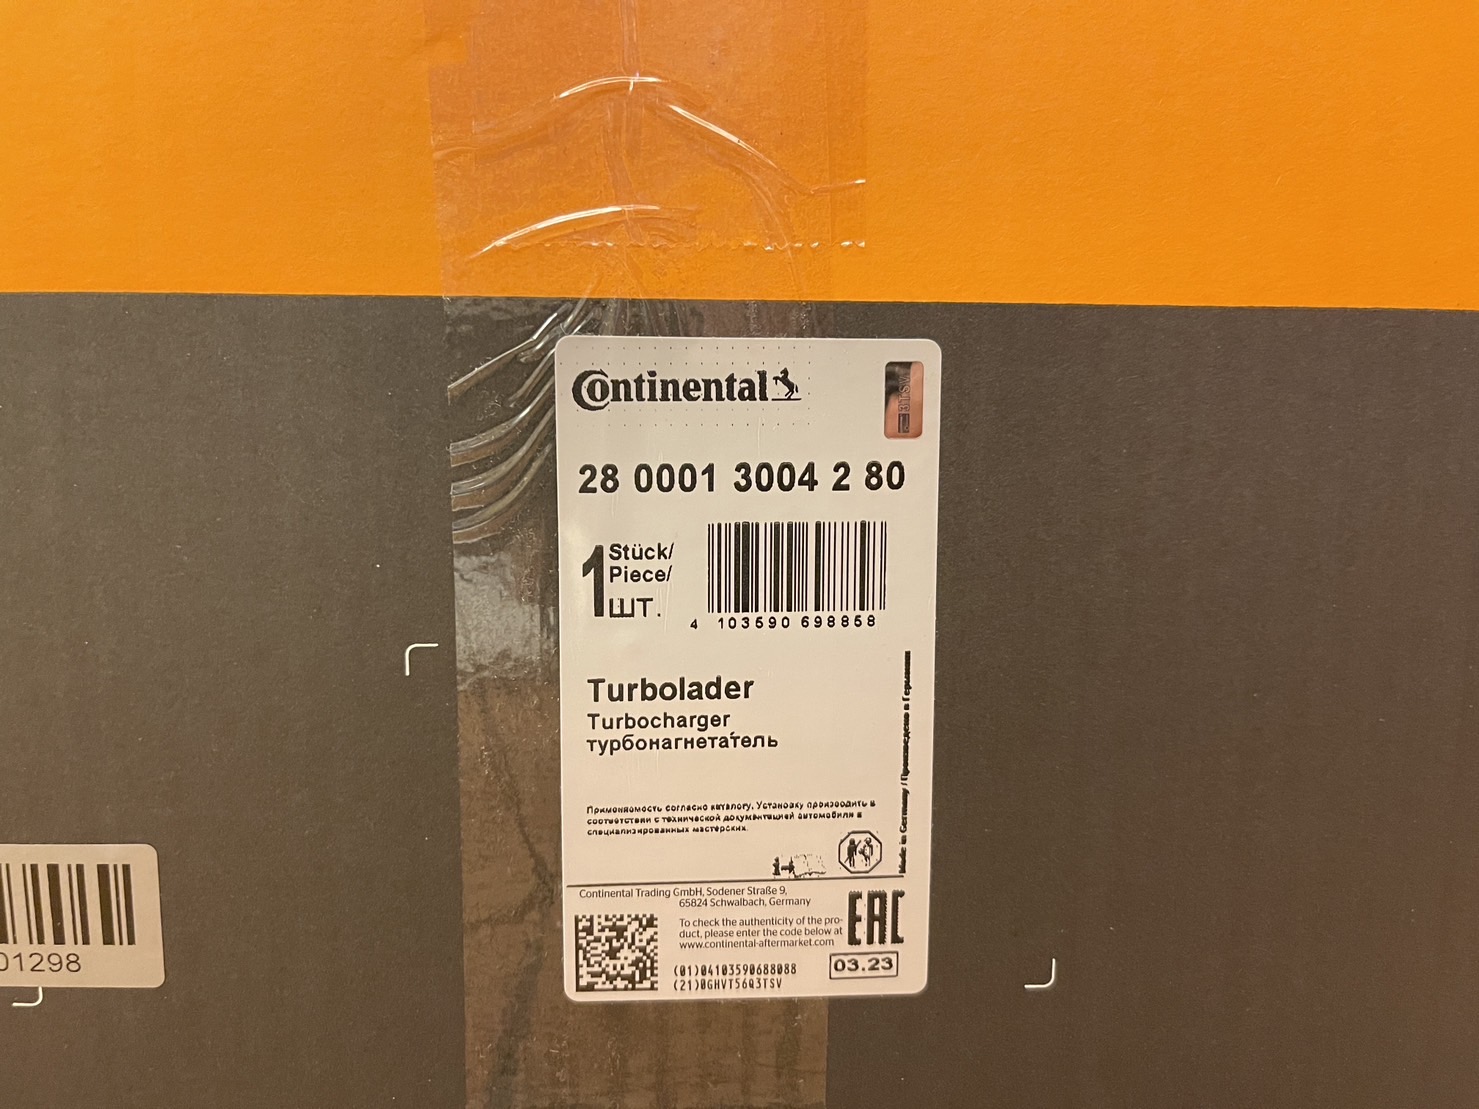 Continental
3TSV
28 0001 3004 2 80
1 Stück/
Piece/
ШТ.
4 103590 698858
Turbolader
Turbocharger
турбонагнета́тель
Made in Germany / Произведено в Германии
Применяемость согласно каталогу. Установку производить в
соответствии с технической документацией автомобиля в
специализированных мастерских.
Continental Trading GmbH, Sodener Straße 9,
65824 Schwalbach, Germany
To check the authenticity of the pro-
duct, please enter the code below at
www.continental-aftermarket.com
EAC
(01)04103590688088
(21)0GHVT56Q3TSV
03.23
01298